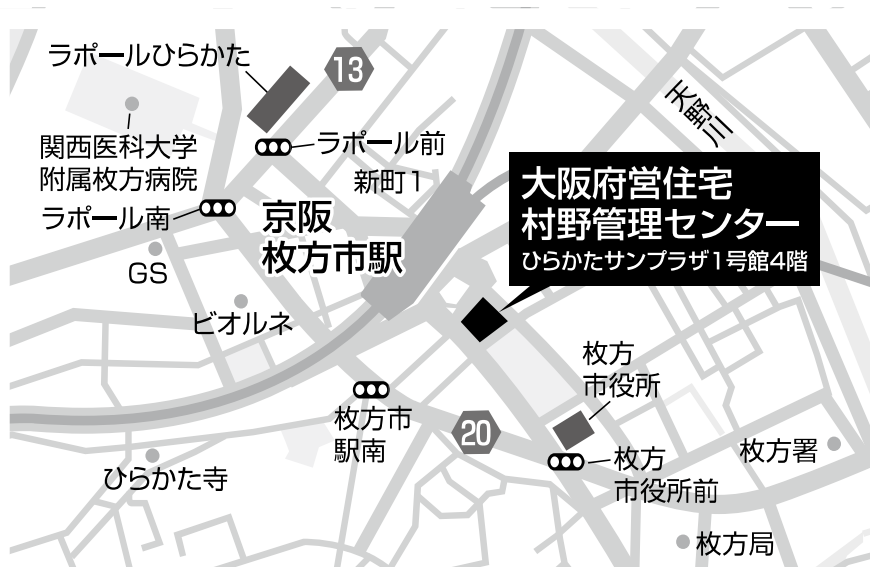 ラポールひらかた
13
天野川
関西医科大学
附属枚方病院
ラポール前
新町1
大阪府営住宅
村野管理センター
ひらかたサンプラザ1号館4階
ラポール南
京阪
枚方市駅
GS
ビオルネ
枚方
市役所
枚方市
駅南
20
枚方署
ひらかた寺
枚方
市役所前
枚方局